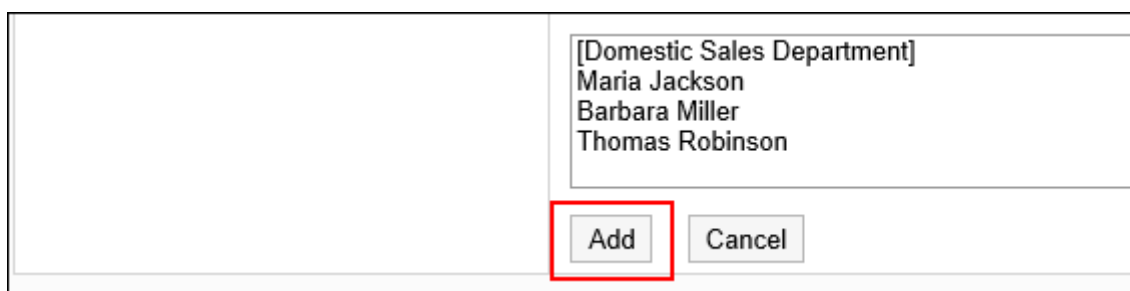 [Domestic Sales Department]
Maria Jackson
Barbara Miller
Thomas Robinson
Add Cancel